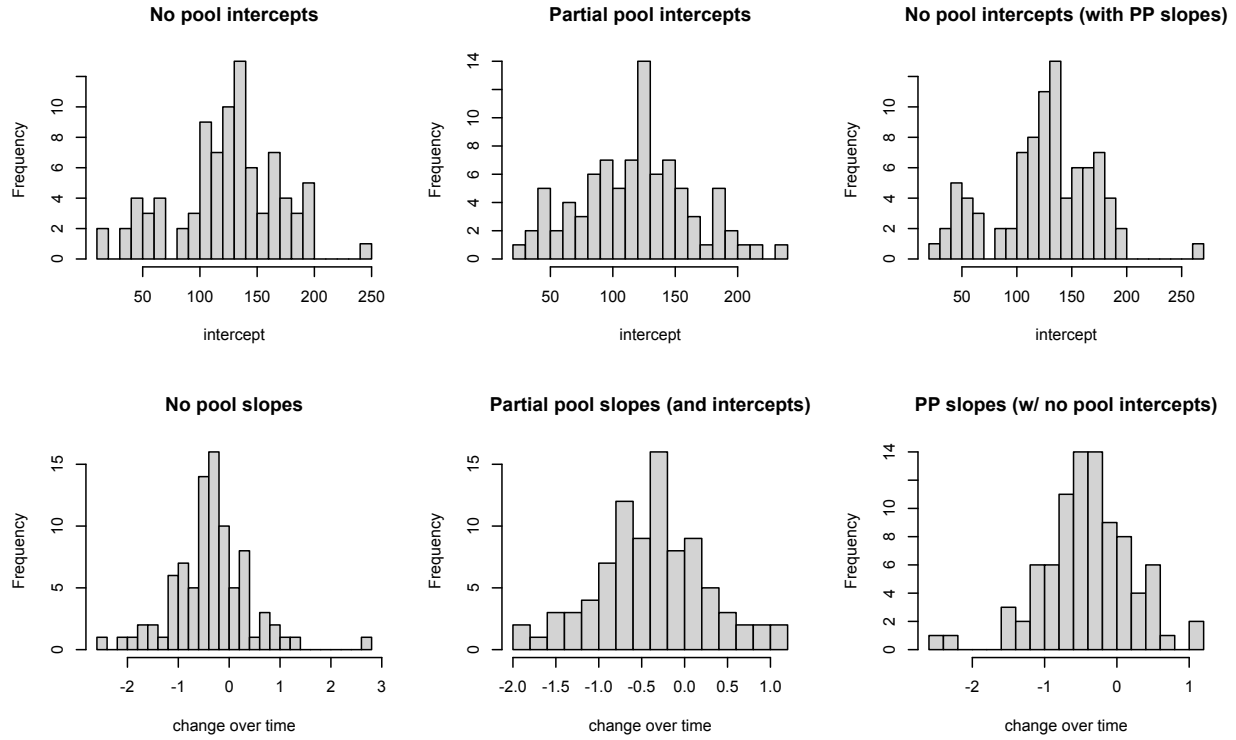 No pool intercepts
Frequency
0 2 4 6 8 10
50 100 150 200 250
intercept
Partial pool intercepts
Frequency
0 2 4 6 8 10 14
50 100 150 200
intercept
No pool intercepts (with PP slopes)
Frequency
0 2 4 6 8 10
50 100 150 200 250
intercept
No pool slopes
Frequency
0 5 10 15
-2 -1 0 1 2 3
change over time
Partial pool slopes (and intercepts)
Frequency
0 5 10 15
-2.0 -1.5 -1.0 -0.5 0.0 0.5 1.0
change over time
PP slopes (w/ no pool intercepts)
Frequency
0 2 4 6 8 10 14
-2 -1 0 1
change over time